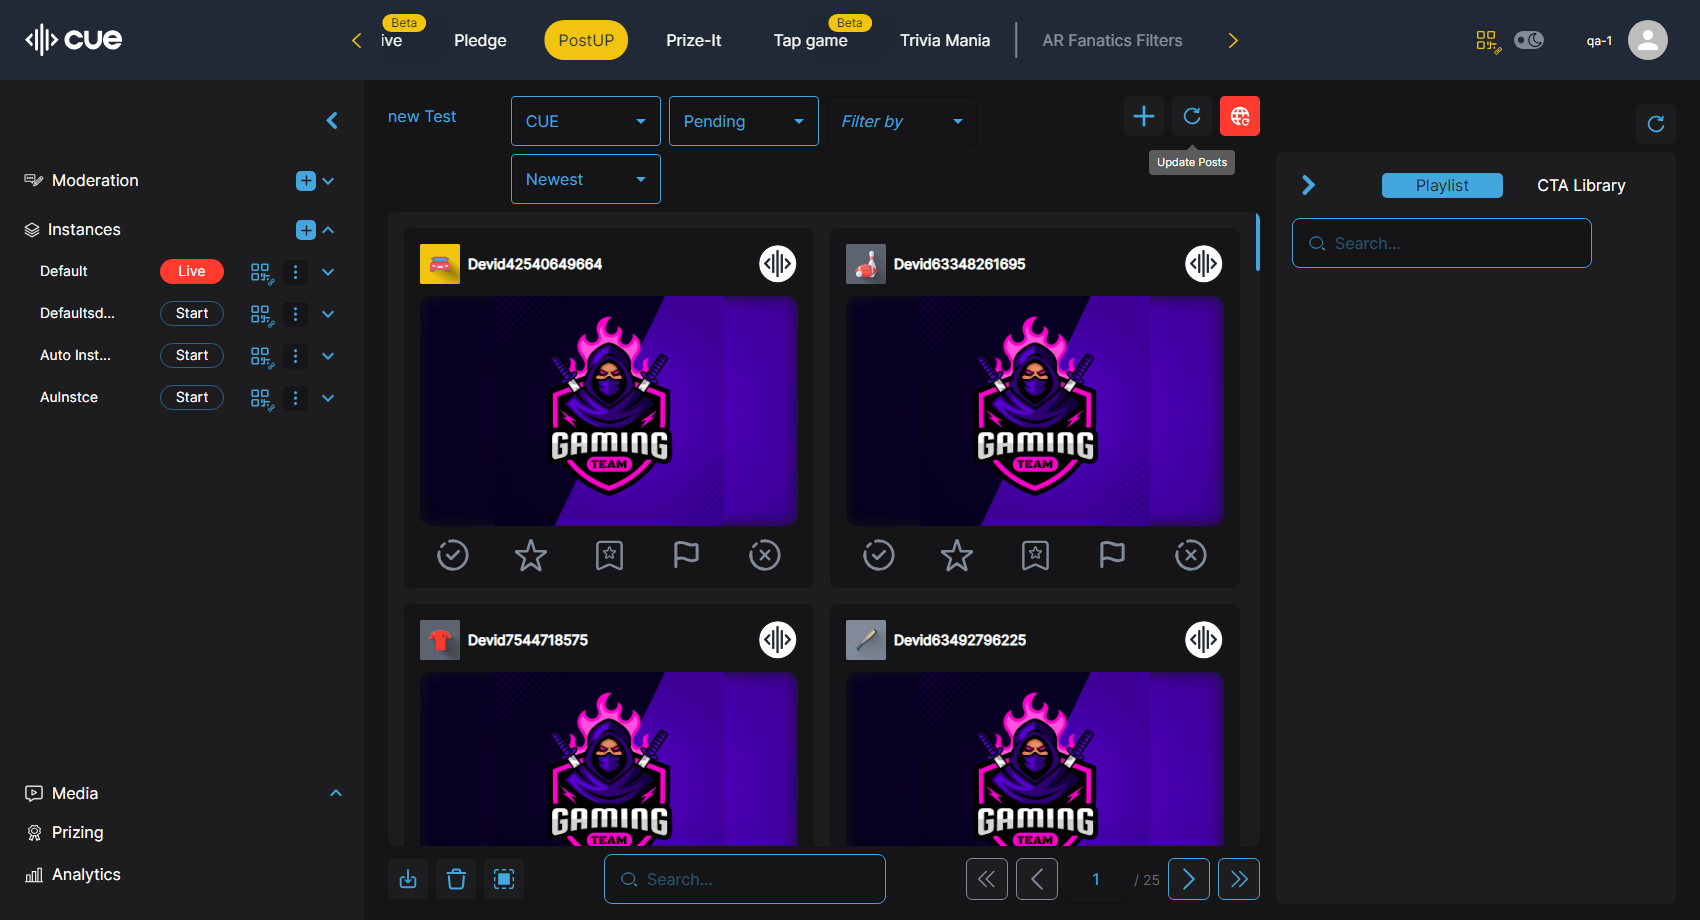 cue
Beta
ive
Pledge
PostUP
Prize-It
Beta
Tap game
Trivia Mania
AR Fanatics Filters
qa-1
new Test
CUE
Pending
Filter by
Newest
Update Posts
Moderation
Instances
Default
Live
Defaultsd...
Start
Auto Inst...
Start
AuInstce
Start
Media
Prizing
Analytics
Devid42540649664
GAMING
TEAM
Devid63348261695
GAMING
TEAM
Devid7544718575
GAMING
TEAM
Devid63492796225
GAMING
TEAM
Search...
1
/ 25
Playlist
CTA Library
Search...